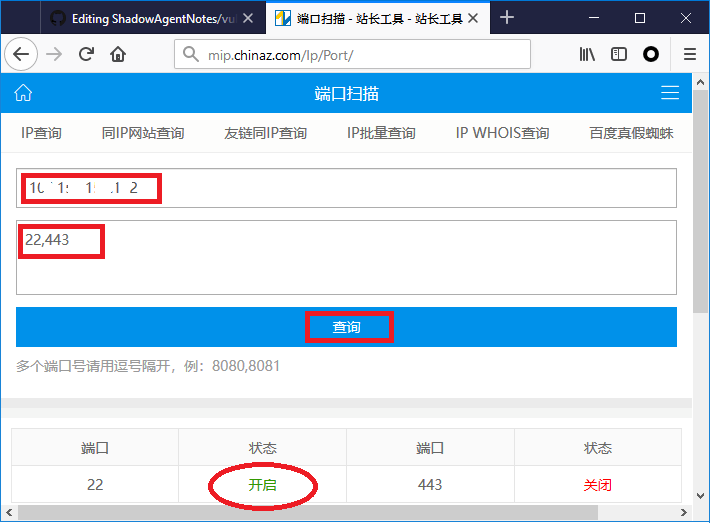 Editing ShadowAgentNotes/vu
端口扫描 - 站长工具 - 站长工具
mip.chinaz.com/Ip/Port/
端口扫描
IP查询 同IP网站查询 友链同IP查询 IP批量查询 IP WHOIS查询 百度真假蜘蛛
22,443
查询
多个端口号请用逗号隔开，例：8080,8081
端口 状态 端口 状态
22 开启 443 关闭